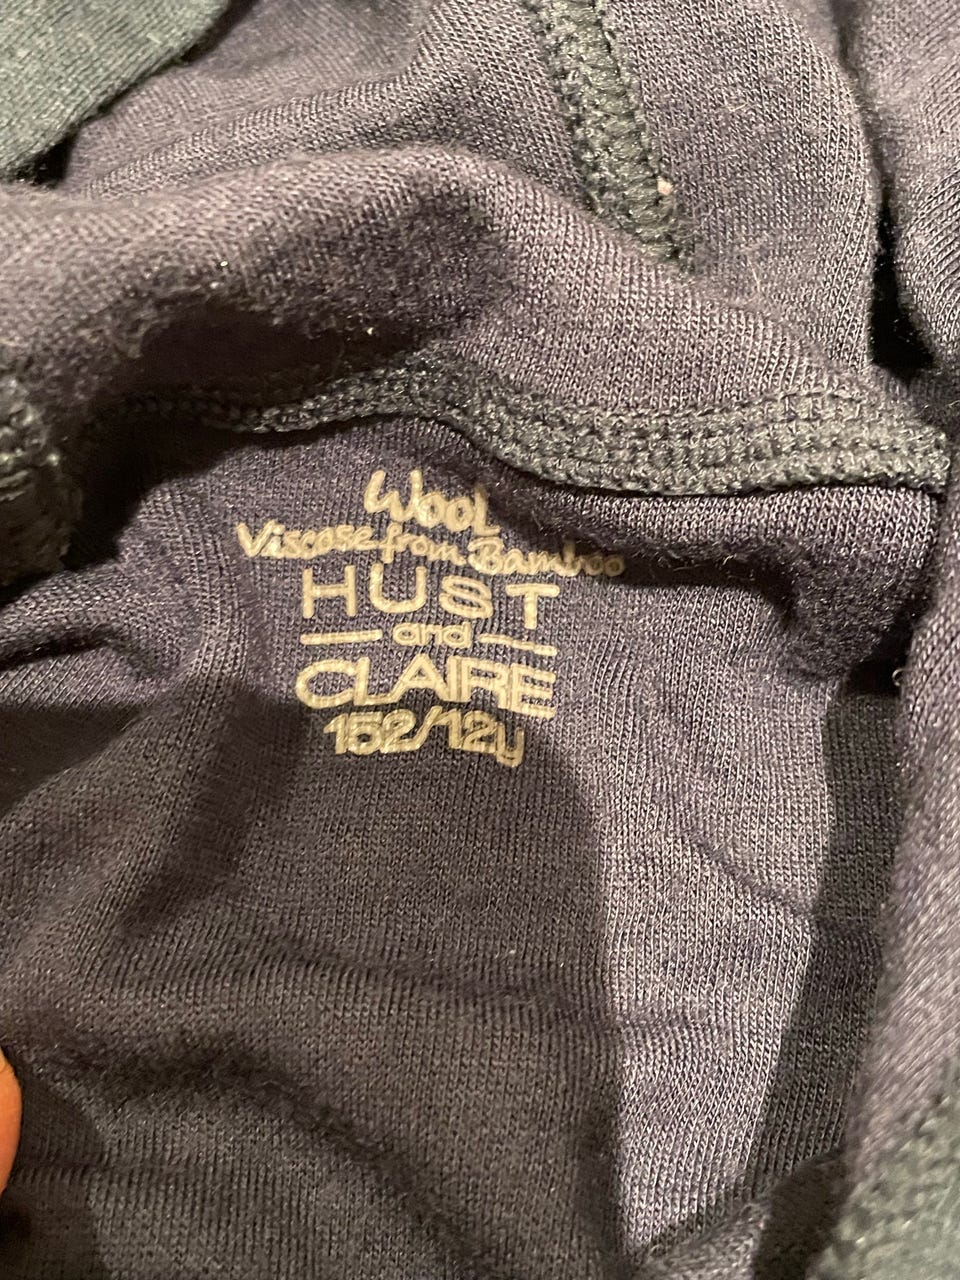 Wool
Viscose from Bamboo
HUST
and
CLAIRE
152/12y